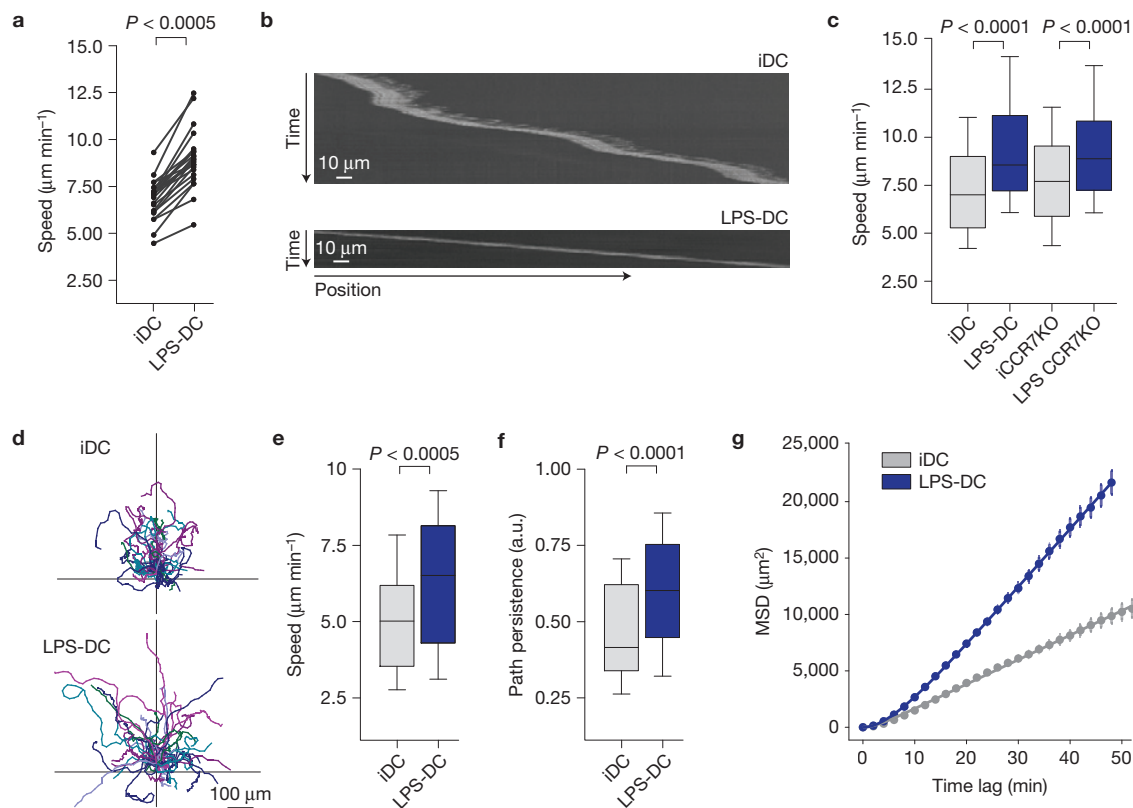 a
P < 0.0005
15.0
12.5
10.0
7.50
5.00
2.50
Speed (µm min−1)
iDC
LPS-DC
b
iDC
Time
10 µm
LPS-DC
Time
10 µm
Position
c
P < 0.0001
P < 0.0001
15.0
12.5
10.0
7.50
5.00
2.50
Speed (µm min−1)
iDC
LPS-DC
iCCR7KO
LPS CCR7KO
d
iDC
LPS-DC
100 µm
e
P < 0.0005
10
7.5
5.0
2.5
Speed (µm min−1)
iDC
LPS-DC
f
P < 0.0001
1.00
0.75
0.50
0.25
Path persistence (a.u.)
iDC
LPS-DC
g
25,000
20,000
15,000
10,000
5,000
0
MSD (µm2)
iDC
LPS-DC
0
10
20
30
40
50
Time lag (min)